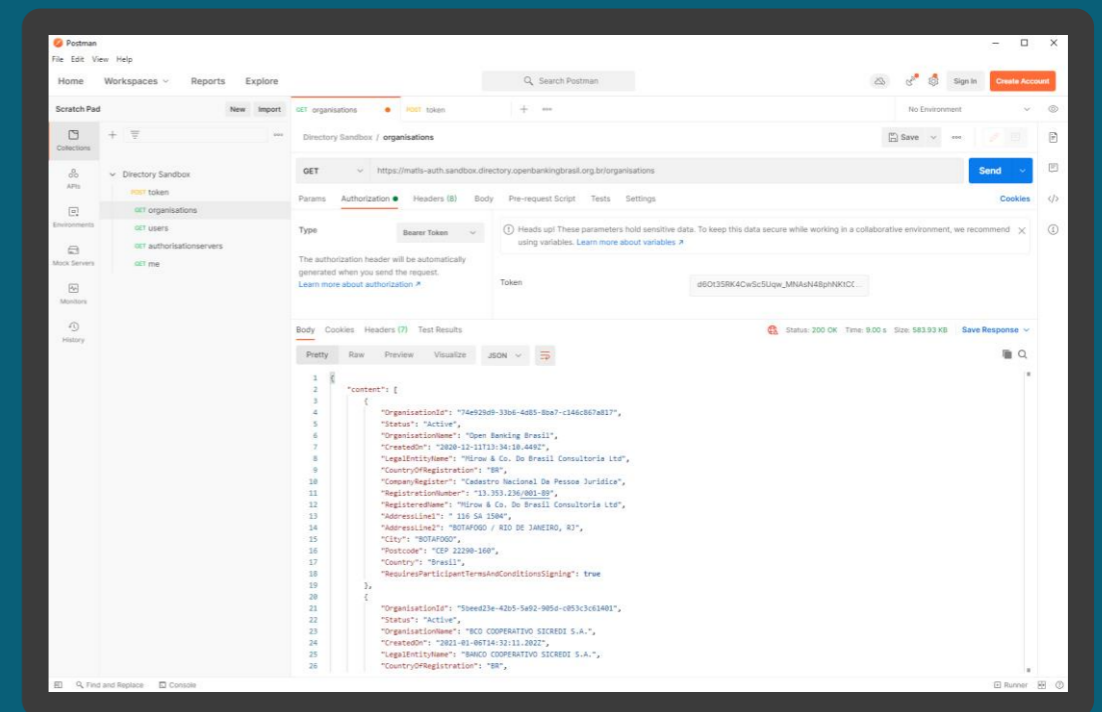 Postman
File Edit View Help
Home Workspaces Reports Explore Search Postman Sign In Create Account
Scratch Pad New Import GET organisations POST token No Environment
Collections
APIs
Environments
Mock Servers
Monitors
History
Directory Sandbox
POST token
GET organisations
GET users
GET authorisationservers
GET me
Directory Sandbox / organisations Save
GET https://matls-auth.sandbox.directory.openbankingbrasil.org.br/organisations Send
Params Authorization Headers (8) Body Pre-request Script Tests Settings Cookies
Type Bearer Token
Heads up! These parameters hold sensitive data. To keep this data secure while working in a collaborative environment, we recommend
using variables. Learn more about variables
The authorization header will be automatically
generated when you send the request.
Learn more about authorization
Token
Body Cookies Headers (7) Test Results Status: 200 OK Time: 9.00 s Size: 583.93 KB Save Response
Pretty Raw Preview Visualize JSON
1 {
2 "content": [
3 {
4 "OrganisationId": "74e929d9-33b6-4d85-8ba7-c146c867a817",
5 "Status": "Active",
6 "OrganisationName": "Open Banking Brasil",
7 "CreatedOn": "2020-12-11T13:34:10.449Z",
8 "LegalEntityName": "Mirow & Co. Do Brasil Consultoria Ltd",
9 "CountryOfRegistration": "BR",
10 "CompanyRegister": "Cadastro Nacional Da Pessoa Juridica",
11 "RegistrationNumber": "13.353.236/001-89",
12 "RegisteredName": "Mirow & Co. Do Brasil Consultoria Ltd",
13 "AddressLine1": " 116 SA 1504",
14 "AddressLine2": "BOTAFOGO / RIO DE JANEIRO, RJ",
15 "City": "BOTAFOGO",
16 "Postcode": "CEP 22290-160",
17 "Country": "Brasil",
18 "RequiresParticipantTermsAndConditionsSigning": true
19 },
20 {
21 "OrganisationId": "5beed23e-42b5-5a92-905d-c053c3c61401",
22 "Status": "Active",
23 "OrganisationName": "BCO COOPERATIVO SICREDI S.A.",
24 "CreatedOn": "2021-01-06T14:32:11.202Z",
25 "LegalEntityName": "BANCO COOPERATIVO SICREDI S.A.",
26 "CountryOfRegistration": "BR",
Find and Replace Console Runner